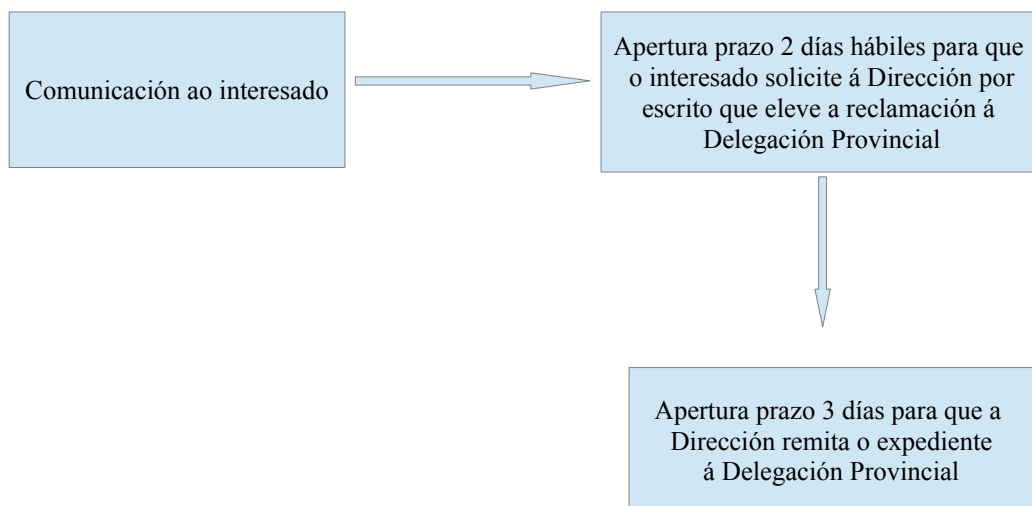 Comunicación ao interesado
Apertura prazo 2 días hábiles para que
o interesado solicite á Dirección por
escrito que eleve a reclamación á
Delegación Provincial
Apertura prazo 3 días para que a
Dirección remita o expediente
á Delegación Provincial